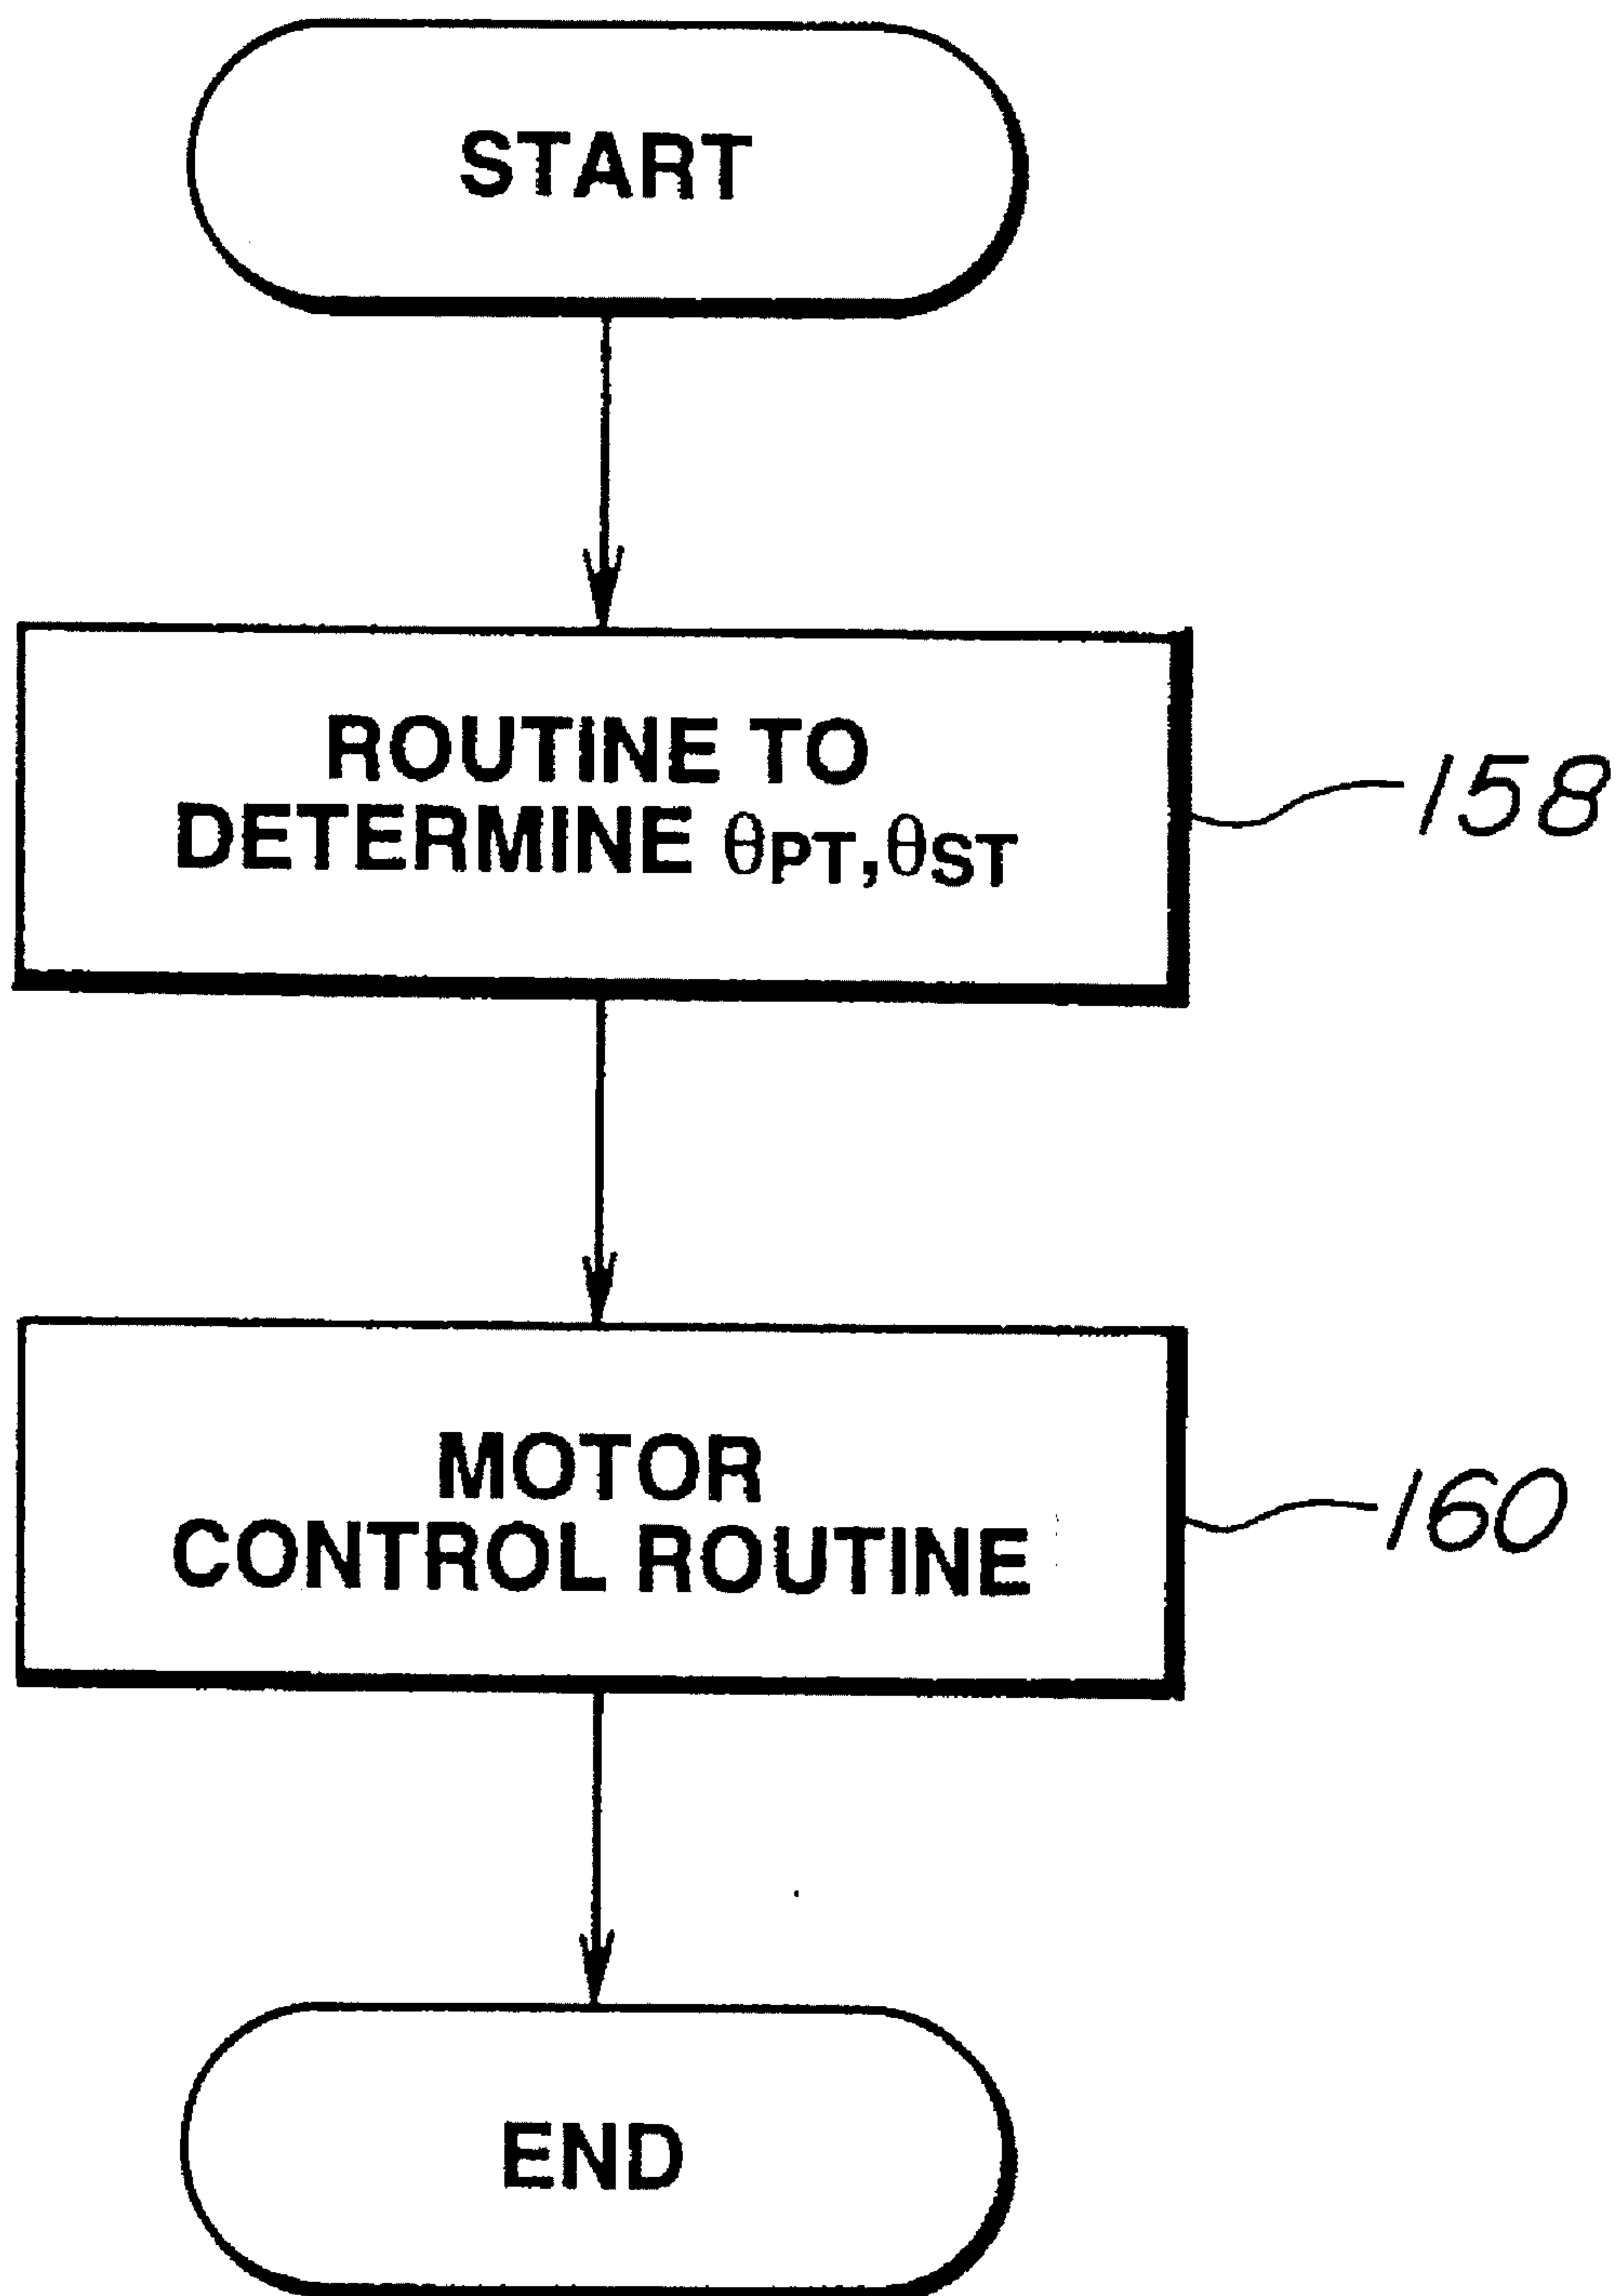 START
ROUTINE TO
DETERMINE θPT,θST
158
MOTOR
CONTROL ROUTINE
160
END